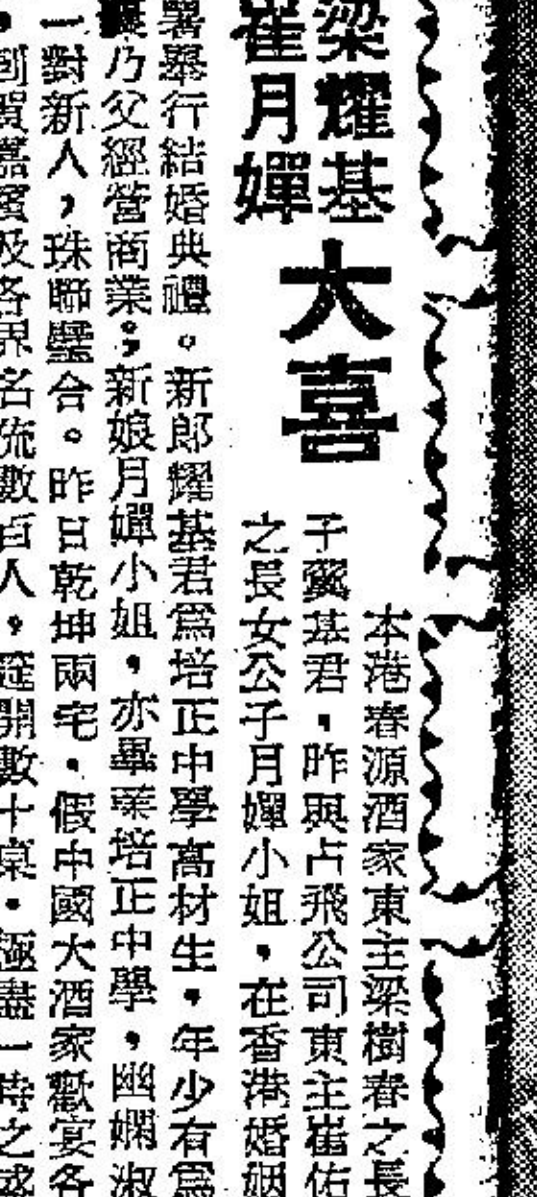 梁耀基
崔月嬋
大喜
本港春源酒家東主梁樹春之長
子耀基君，昨與占飛公司東主崔佑
之長女公子月嬋小姐，在香港婚姻
署舉行結婚典禮。新郎耀基君爲培正中學高材生，年少有爲
乃父經營商業；新娘月嬋小姐，亦畢業培正中學，幽嫻淑
一對新人，珠聯璧合。昨日乾坤兩宅，假中國大酒家歡宴各
，到賀嘉賓及各界名流數百人，筵開數十桌，極盡一時之盛